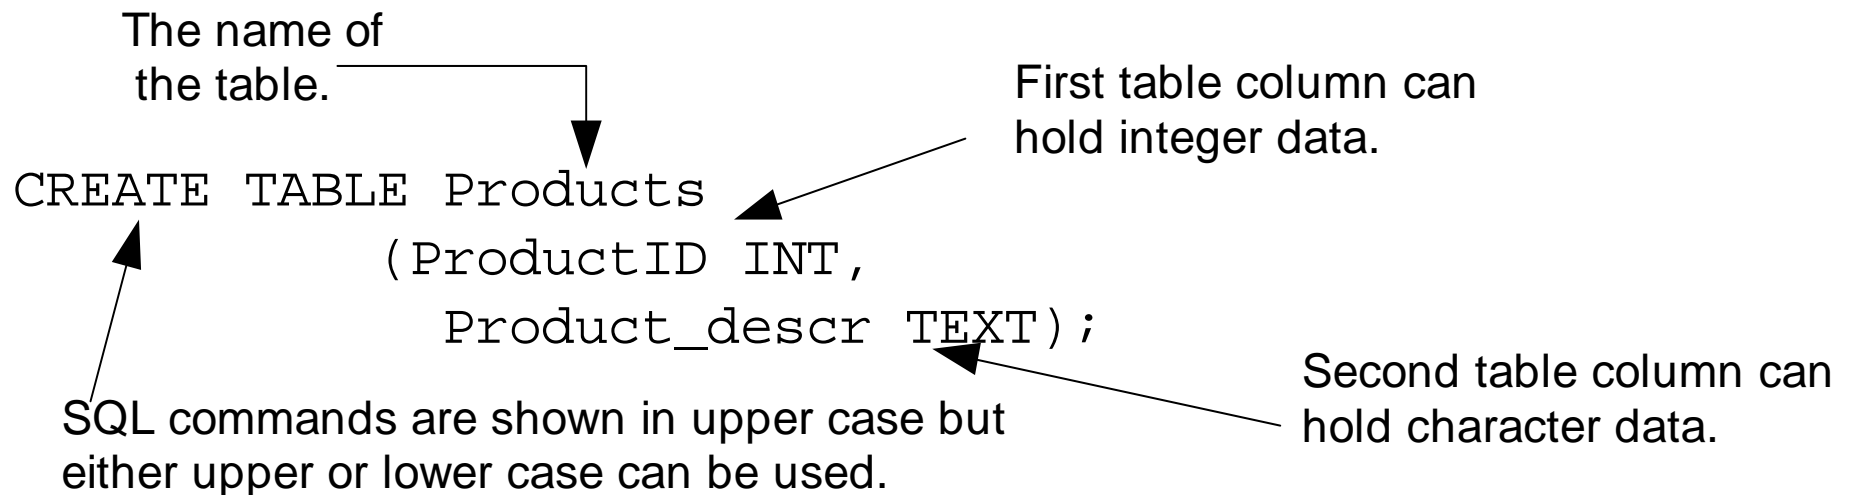 The name of
the table.
First table column can
hold integer data.
CREATE TABLE Products
(ProductID INT,
Product_descr TEXT);
Second table column can
hold character data.
SQL commands are shown in upper case but
either upper or lower case can be used.